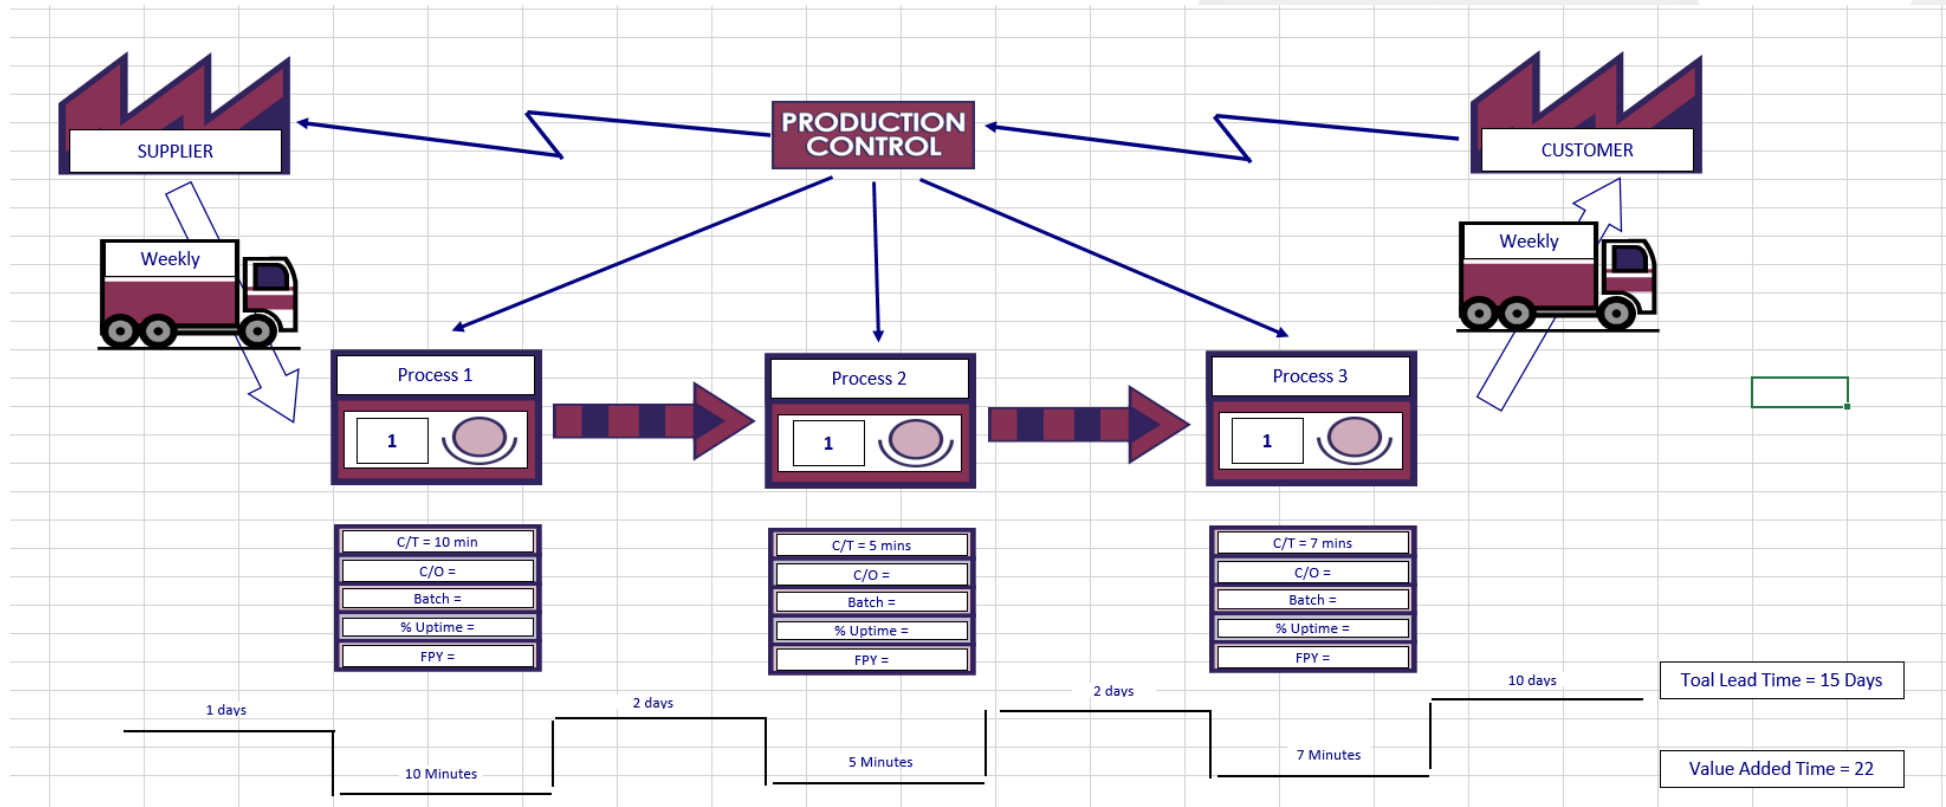 SUPPLIER
PRODUCTION
CONTROL
CUSTOMER
Weekly
Weekly
Process 1
1
Process 2
1
Process 3
1
C/T = 10 min
C/O =
Batch =
% Uptime =
FPY =
C/T = 5 mins
C/O =
Batch =
% Uptime =
FPY =
C/T = 7 mins
C/O =
Batch =
% Uptime =
FPY =
1 days
10 Minutes
2 days
5 Minutes
2 days
7 Minutes
10 days
Toal Lead Time = 15 Days
Value Added Time = 22